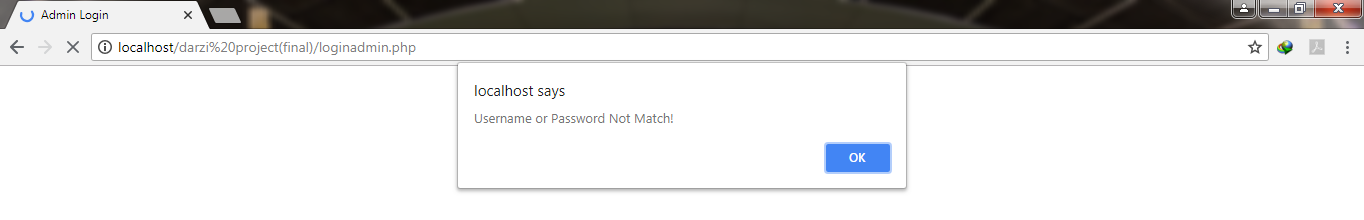 Admin Login
localhost/darzi%20project(final)/loginadmin.php
localhost says
Username or Password Not Match!
OK